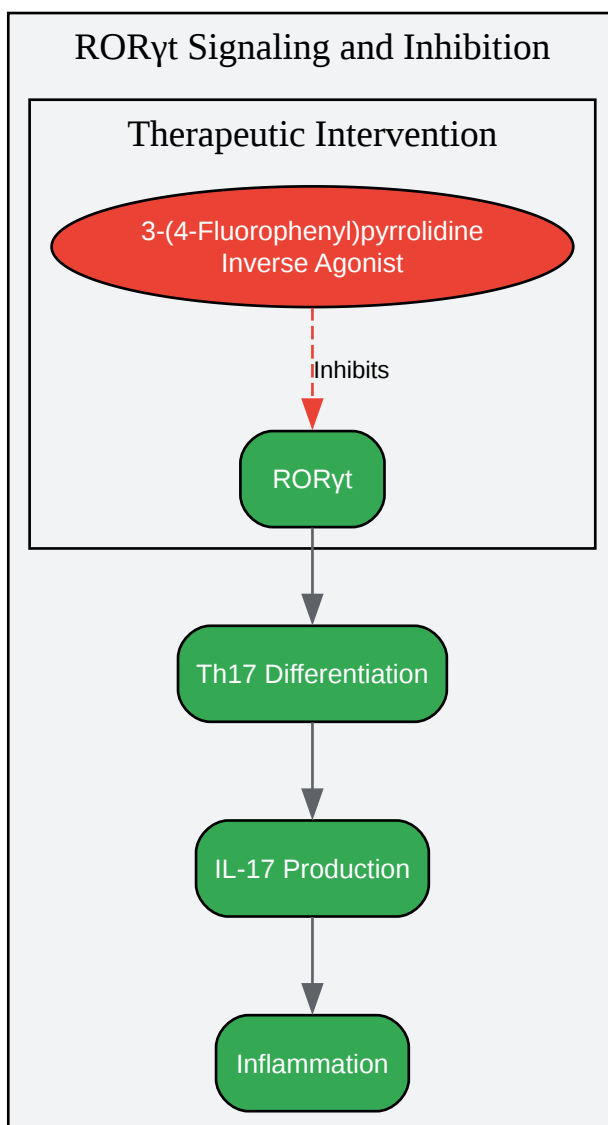 RORγt Signaling and Inhibition
Therapeutic Intervention
3-(4-Fluorophenyl)pyrrolidine
Inverse Agonist
Inhibits
RORγt
Th17 Differentiation
IL-17 Production
Inflammation